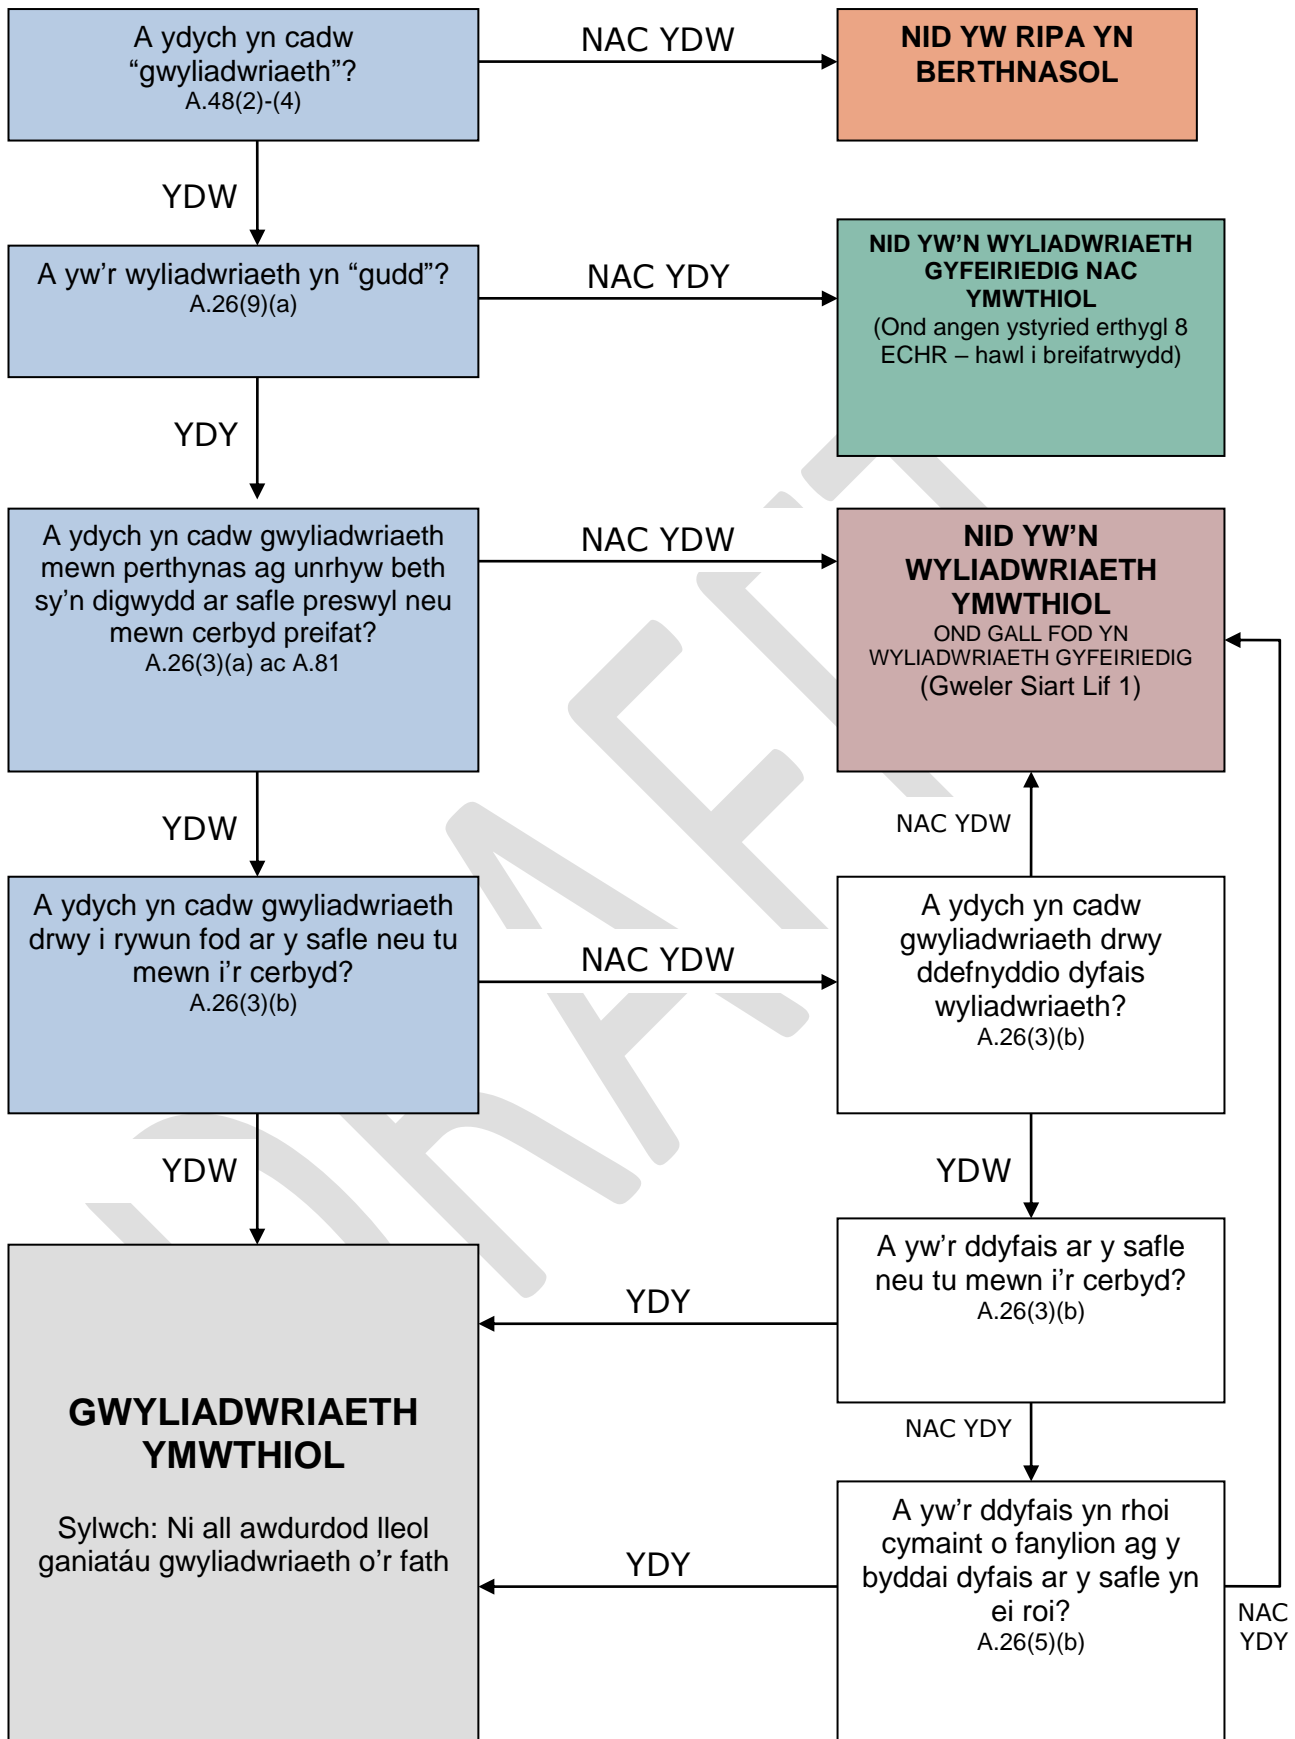 A ydych yn cadw
“gwyliadwriaeth”?
A.48(2)-(4)
NAC YDW
NID YW RIPA YN
BERTHNASOL
YDW
A yw’r wyliadwriaeth yn “gudd”?
A.26(9)(a)
NAC YDY
NID YW’N WYLIADWRIAETH
GYFEIRIEDIG NAC
YMWTHIOL
(Ond angen ystyried erthygl 8
ECHR – hawl i breifatrwydd)
YDY
A ydych yn cadw gwyliadwriaeth
mewn perthynas ag unrhyw beth
sy’n digwydd ar safle preswyl neu
mewn cerbyd preifat?
A.26(3)(a) ac A.81
NAC YDW
NID YW’N
WYLIADWRIAETH
YMWTHIOL
OND GALL FOD YN
WYLIADWRIAETH GYFEIRIEDIG
(Gweler Siart Lif 1)
YDW
NAC YDW
A ydych yn cadw gwyliadwriaeth
drwy i rywun fod ar y safle neu tu
mewn i’r cerbyd?
A.26(3)(b)
NAC YDW
A ydych yn cadw
gwyliadwriaeth drwy
ddefnyddio dyfais
wyliadwriaeth?
A.26(3)(b)
YDW
YDW
A yw’r ddyfais ar y safle
neu tu mewn i’r cerbyd?
A.26(3)(b)
YDY
GWYLIADWRIAETH
YMWTHIOL
Sylwch: Ni all awdurdod lleol
ganiatáu gwyliadwriaeth o’r fath
NAC YDY
A yw’r ddyfais yn rhoi
cymaint o fanylion ag y
byddai dyfais ar y safle yn
ei roi?
A.26(5)(b)
YDY
NAC
YDY
DRAFT